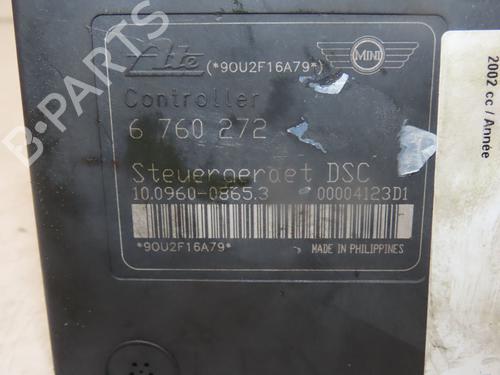 Ate (*90U2F16A79*) MINI
Controller
6 760 272
Steuergeraet DSC
10.0960-0865.3 00004123D1
*90U2F16A79* MADE IN PHILIPPINES
2002 cc / Année
B-PARTS